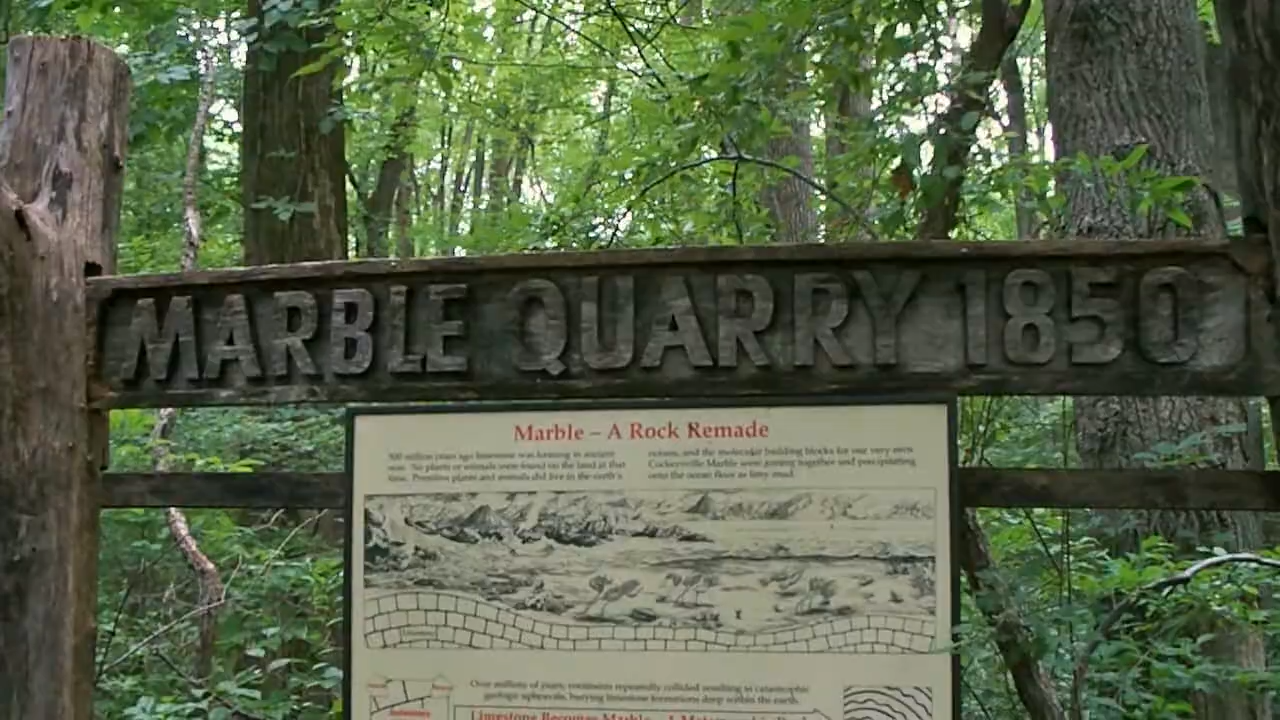 MARBLE QUARRY 1850
Marble – A Rock Remade
500 million years ago limestone was forming in ancient
seas. No plants or animals were found on the land at that
time. Primitive plants and animals did live in the earth's
oceans, and the molecular building blocks for our very own
Cockeysville Marble were joining together and precipitating
onto the ocean floor as limy mud.
Over millions of years, continents repeatedly collided resulting in catastrophic
geologic upheavals, burying limestone formations deep within the earth.
Limestone Becomes Marble – A Metamorphic Rock